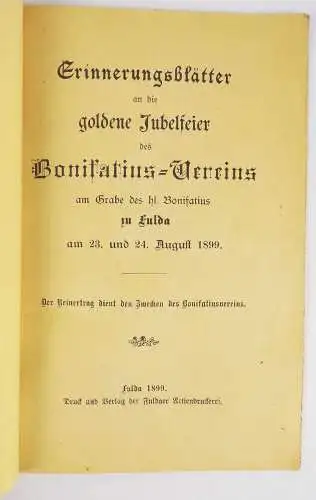 Erinnerungsblätter
an die
goldene Jubelfeier
des
Bonifatius-Vereins
am Grabe des hl. Bonifatius
zu Fulda
am 23. und 24. August 1899.
Der Reinertrag dient den Zwecken des Bonifatiusvereins.
Fulda 1899.
Druck und Verlag der Fuldaer Actiendruckerei.